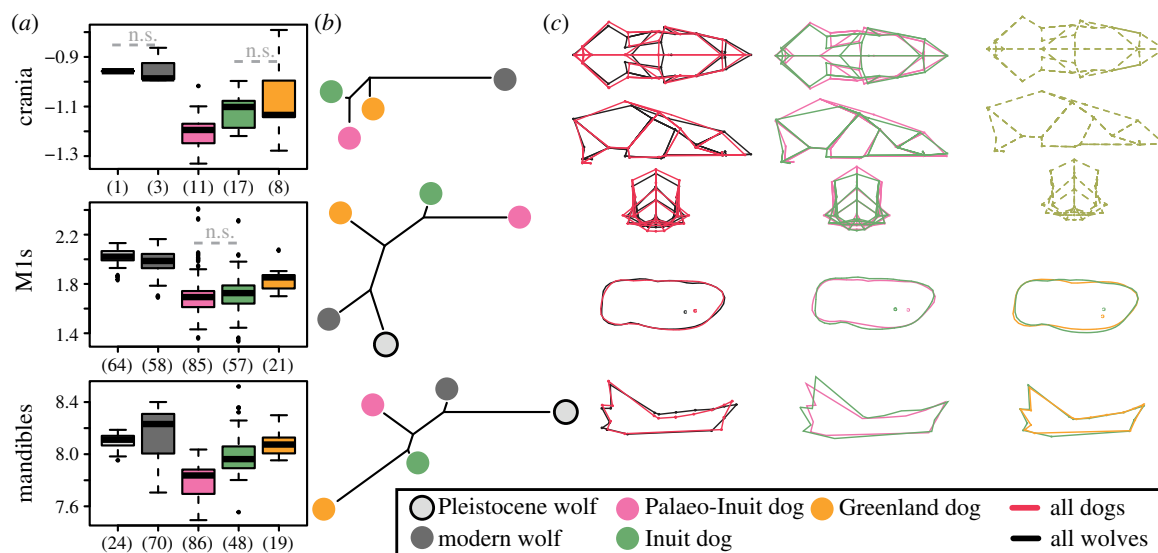 (a)
(b)
(c)
crania
−0.9
−1.1
−1.3
n.s.
n.s.
(1) (3) (11) (17) (8)
M1s
2.2
1.8
1.4
n.s.
(64) (58) (85) (57) (21)
mandibles
8.4
8.0
7.6
(24) (70) (86) (48) (19)
Pleistocene wolf
Palaeo-Inuit dog
Greenland dog
all dogs
modern wolf
Inuit dog
all wolves